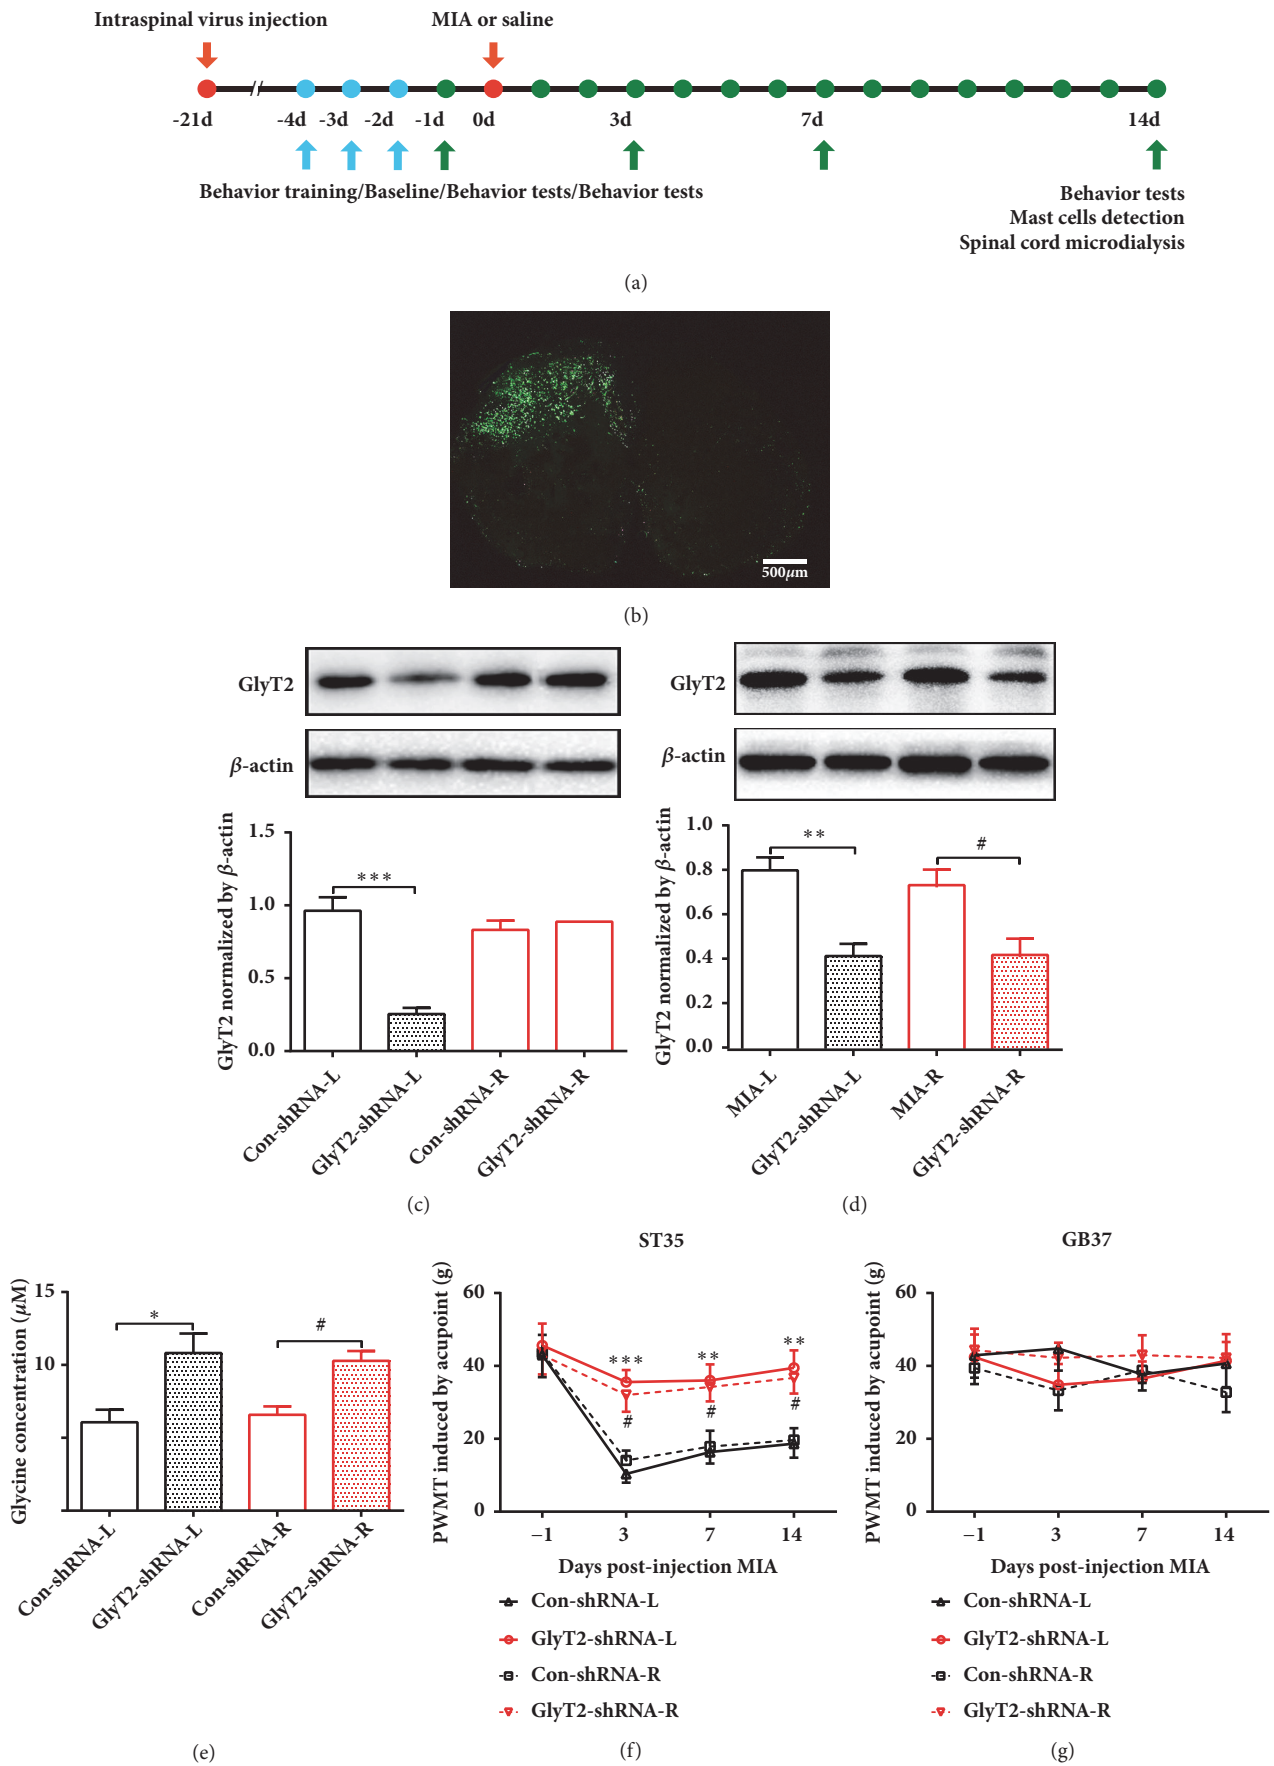 Intraspinal virus injection
MIA or saline
-21d
-4d
-3d
-2d
-1d
0d
3d
7d
14d
Behavior training/Baseline/Behavior tests/Behavior tests
Behavior tests
Mast cells detection
Spinal cord microdialysis
(a)
500μm
(b)
GlyT2
β-actin
GlyT2 normalized by β-actin
1.5
1.0
0.5
0.0
***
Con-shRNA-L
GlyT2-shRNA-L
Con-shRNA-R
GlyT2-shRNA-R
(c)
GlyT2
β-actin
GlyT2 normalized by β-actin
1.0
0.8
0.6
0.4
0.2
0.0
**
#
MIA-L
GlyT2-shRNA-L
MIA-R
GlyT2-shRNA-R
(d)
Glycine concentration (μM)
15
10
5
*
#
Con-shRNA-L
GlyT2-shRNA-L
Con-shRNA-R
GlyT2-shRNA-R
(e)
ST35
PWMT induced by acupoint (g)
60
40
20
0
***
**
**
#
#
#
−1
3
7
14
Days post-injection MIA
Con-shRNA-L
GlyT2-shRNA-L
Con-shRNA-R
GlyT2-shRNA-R
(f)
GB37
PWMT induced by acupoint (g)
60
40
20
0
−1
3
7
14
Days post-injection MIA
Con-shRNA-L
GlyT2-shRNA-L
Con-shRNA-R
GlyT2-shRNA-R
(g)